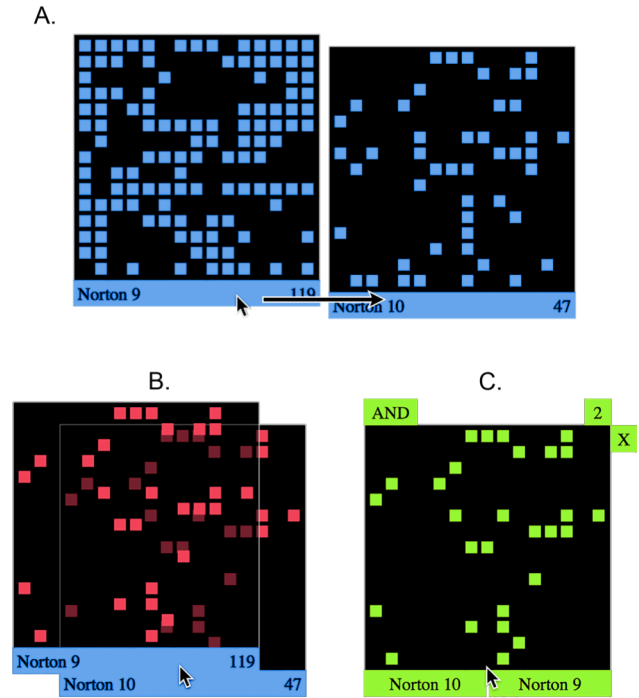 A.
Norton 9 119
Norton 10 47
B.
C.
AND 2
X
Norton 9 119
Norton 10 47
Norton 10 Norton 9